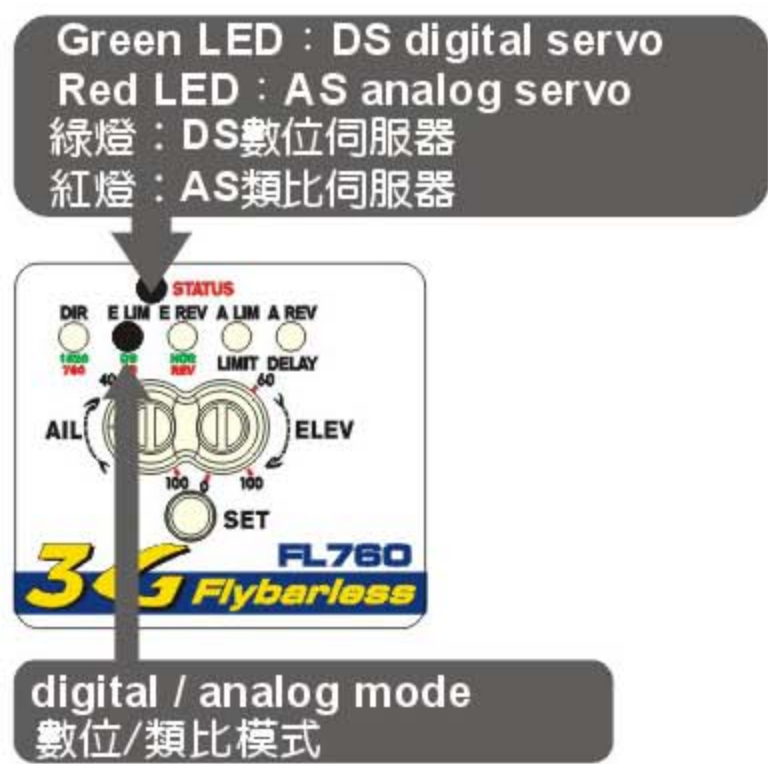 Green LED：DS digital servo
Red LED：AS analog servo
綠燈：DS數位伺服器
紅燈：AS類比伺服器
STATUS
DIR E LIM E REV A LIM A REV
1520 DS NOR LIMIT DELAY
760 REV
40 60
AIL ELEV
100 0 100
SET
3G FL760
Flybarless
digital / analog mode
數位/類比模式